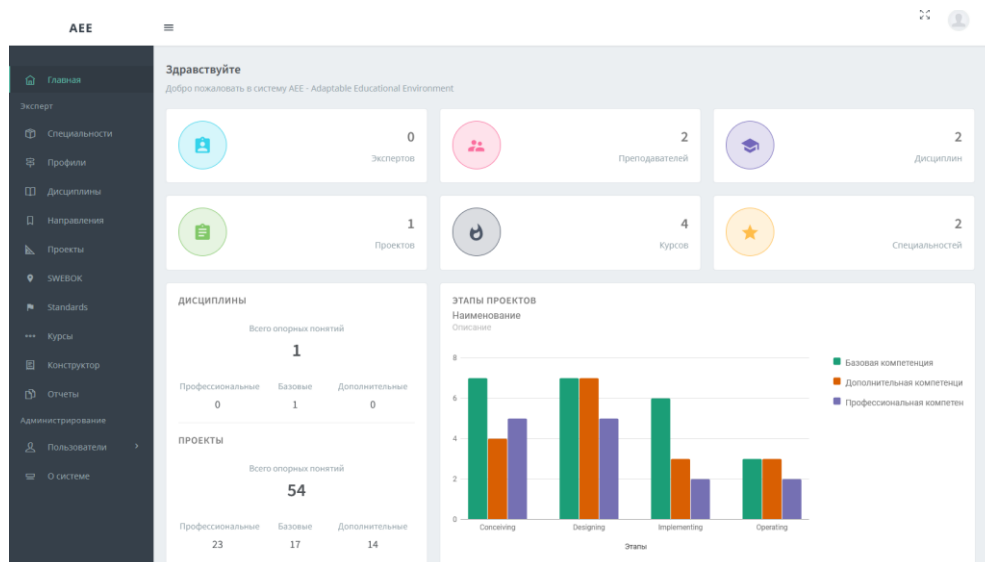 AEE
Главная
Эксперт
Специальности
Профили
Дисциплины
Направления
Проекты
SWEBOK
Standards
Курсы
Конструктор
Отчеты
Администрирование
Пользователи
О системе
Здравствуйте
Добро пожаловать в систему AEE - Adaptable Educational Environment
0
Экспертов
2
Преподавателей
2
Дисциплин
1
Проектов
4
Курсов
2
Специальностей
ДИСЦИПЛИНЫ
Всего опорных понятий
1
Профессиональные Базовые Дополнительные
0 1 0
ПРОЕКТЫ
Всего опорных понятий
54
Профессиональные Базовые Дополнительные
23 17 14
ЭТАПЫ ПРОЕКТОВ
Наименование
Описание
8
6
4
2
0
Conceiving Designing Implementing Operating
Этапы
Базовая компетенция
Дополнительная компетенци
Профессиональная компетен